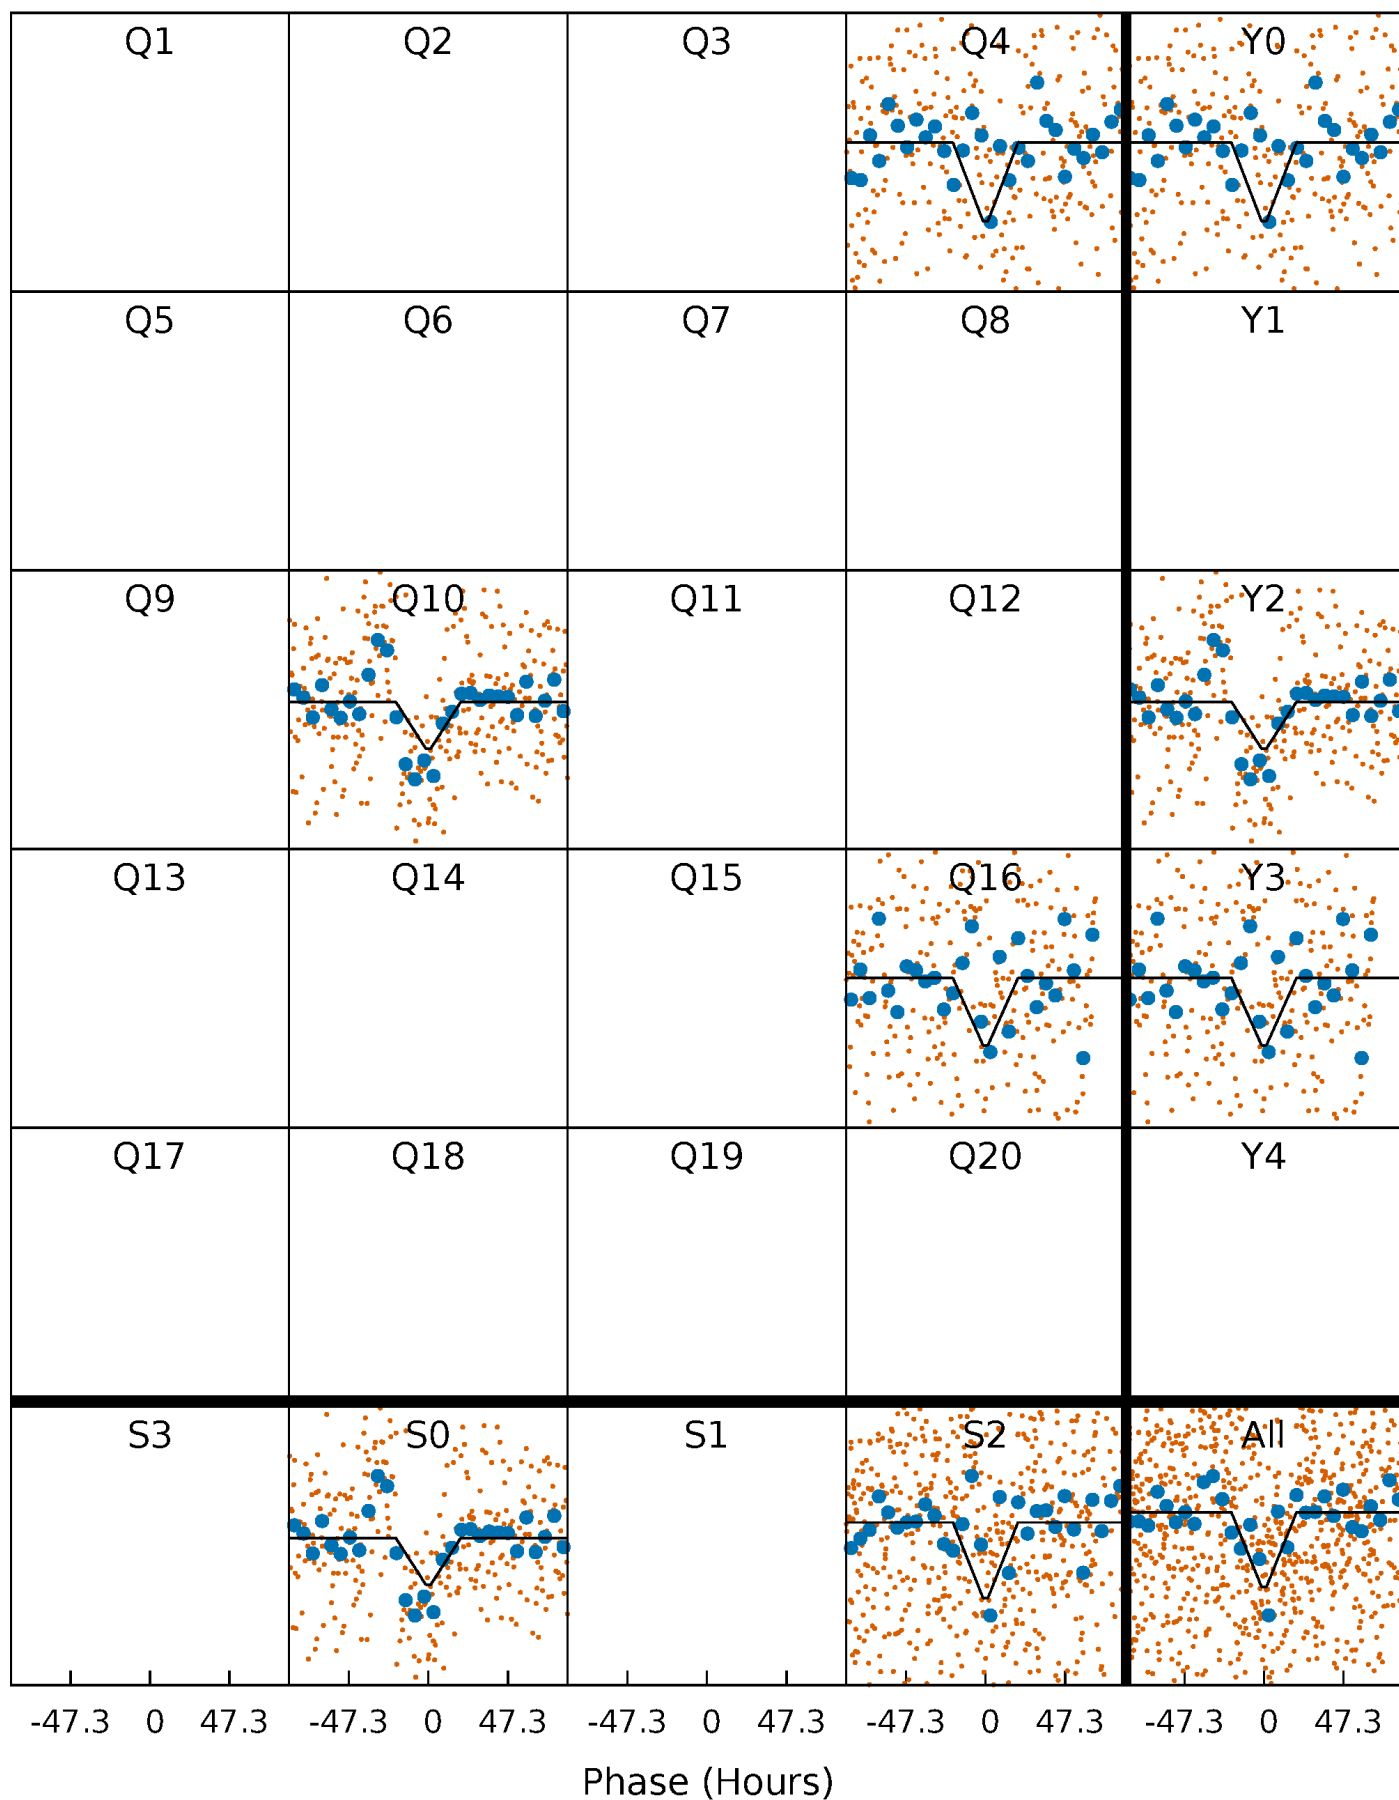 Q1 Q2 Q3 Q4 Y0
Q5 Q6 Q7 Q8 Y1
Q9 Q10 Q11 Q12 Y2
Q13 Q14 Q15 Q16 Y3
Q17 Q18 Q19 Q20 Y4
S3 S0 S1 S2 All
-47.3 0 47.3 -47.3 0 47.3 -47.3 0 47.3 -47.3 0 47.3 -47.3 0 47.3
Phase (Hours)